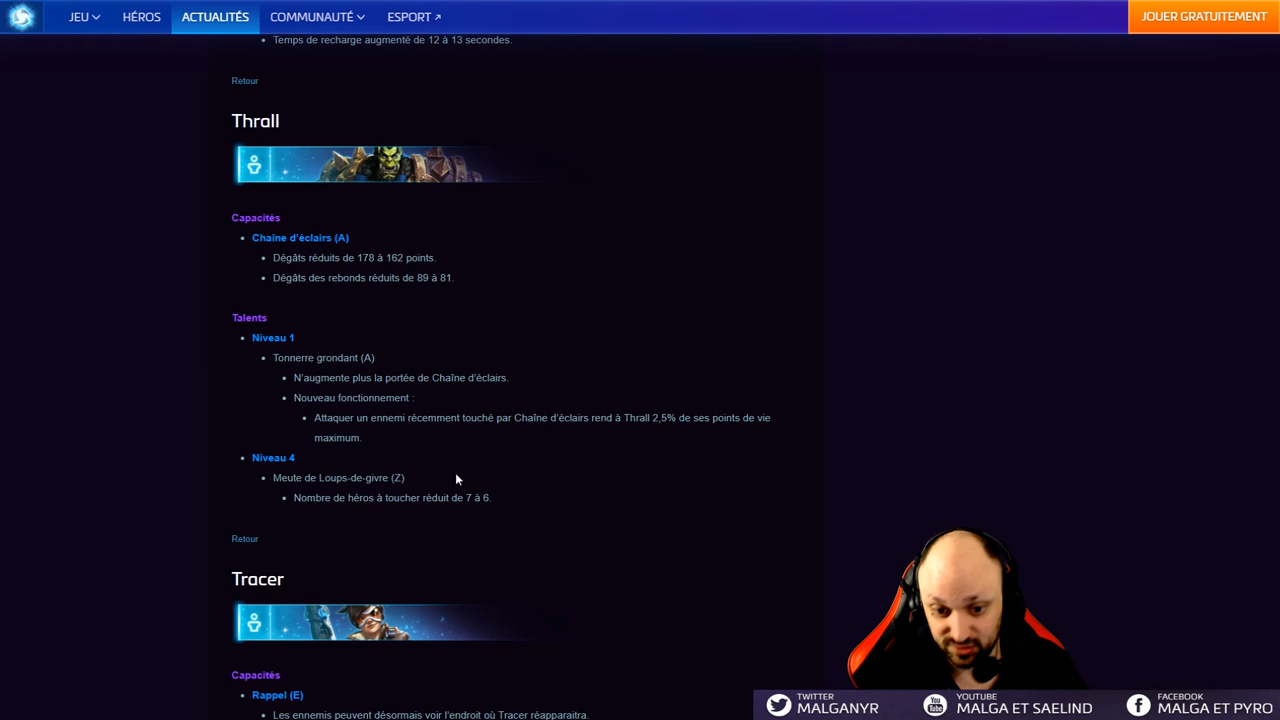 JEU HÉROS ACTUALITÉS COMMUNAUTÉ ESPORT JOUER GRATUITEMENT
Temps de recharge augmenté de 12 à 13 secondes.
Retour
Thrall
Capacités
Chaîne d'éclairs (A)
Dégâts réduits de 178 à 162 points.
Dégâts des rebonds réduits de 89 à 81.
Talents
Niveau 1
Tonnerre grondant (A)
N'augmente plus la portée de Chaîne d'éclairs.
Nouveau fonctionnement :
Attaquer un ennemi récemment touché par Chaîne d'éclairs rend à Thrall 2,5% de ses points de vie
maximum.
Niveau 4
Meute de Loups-de-givre (Z)
Nombre de héros à toucher réduit de 7 à 6.
Retour
Tracer
Capacités
Rappel (E)
Les ennemis peuvent désormais voir l'endroit où Tracer réapparaitra.
TWITTER
MALGANYR
YOUTUBE
MALGA ET SAELIND
FACEBOOK
MALGA ET PYRO